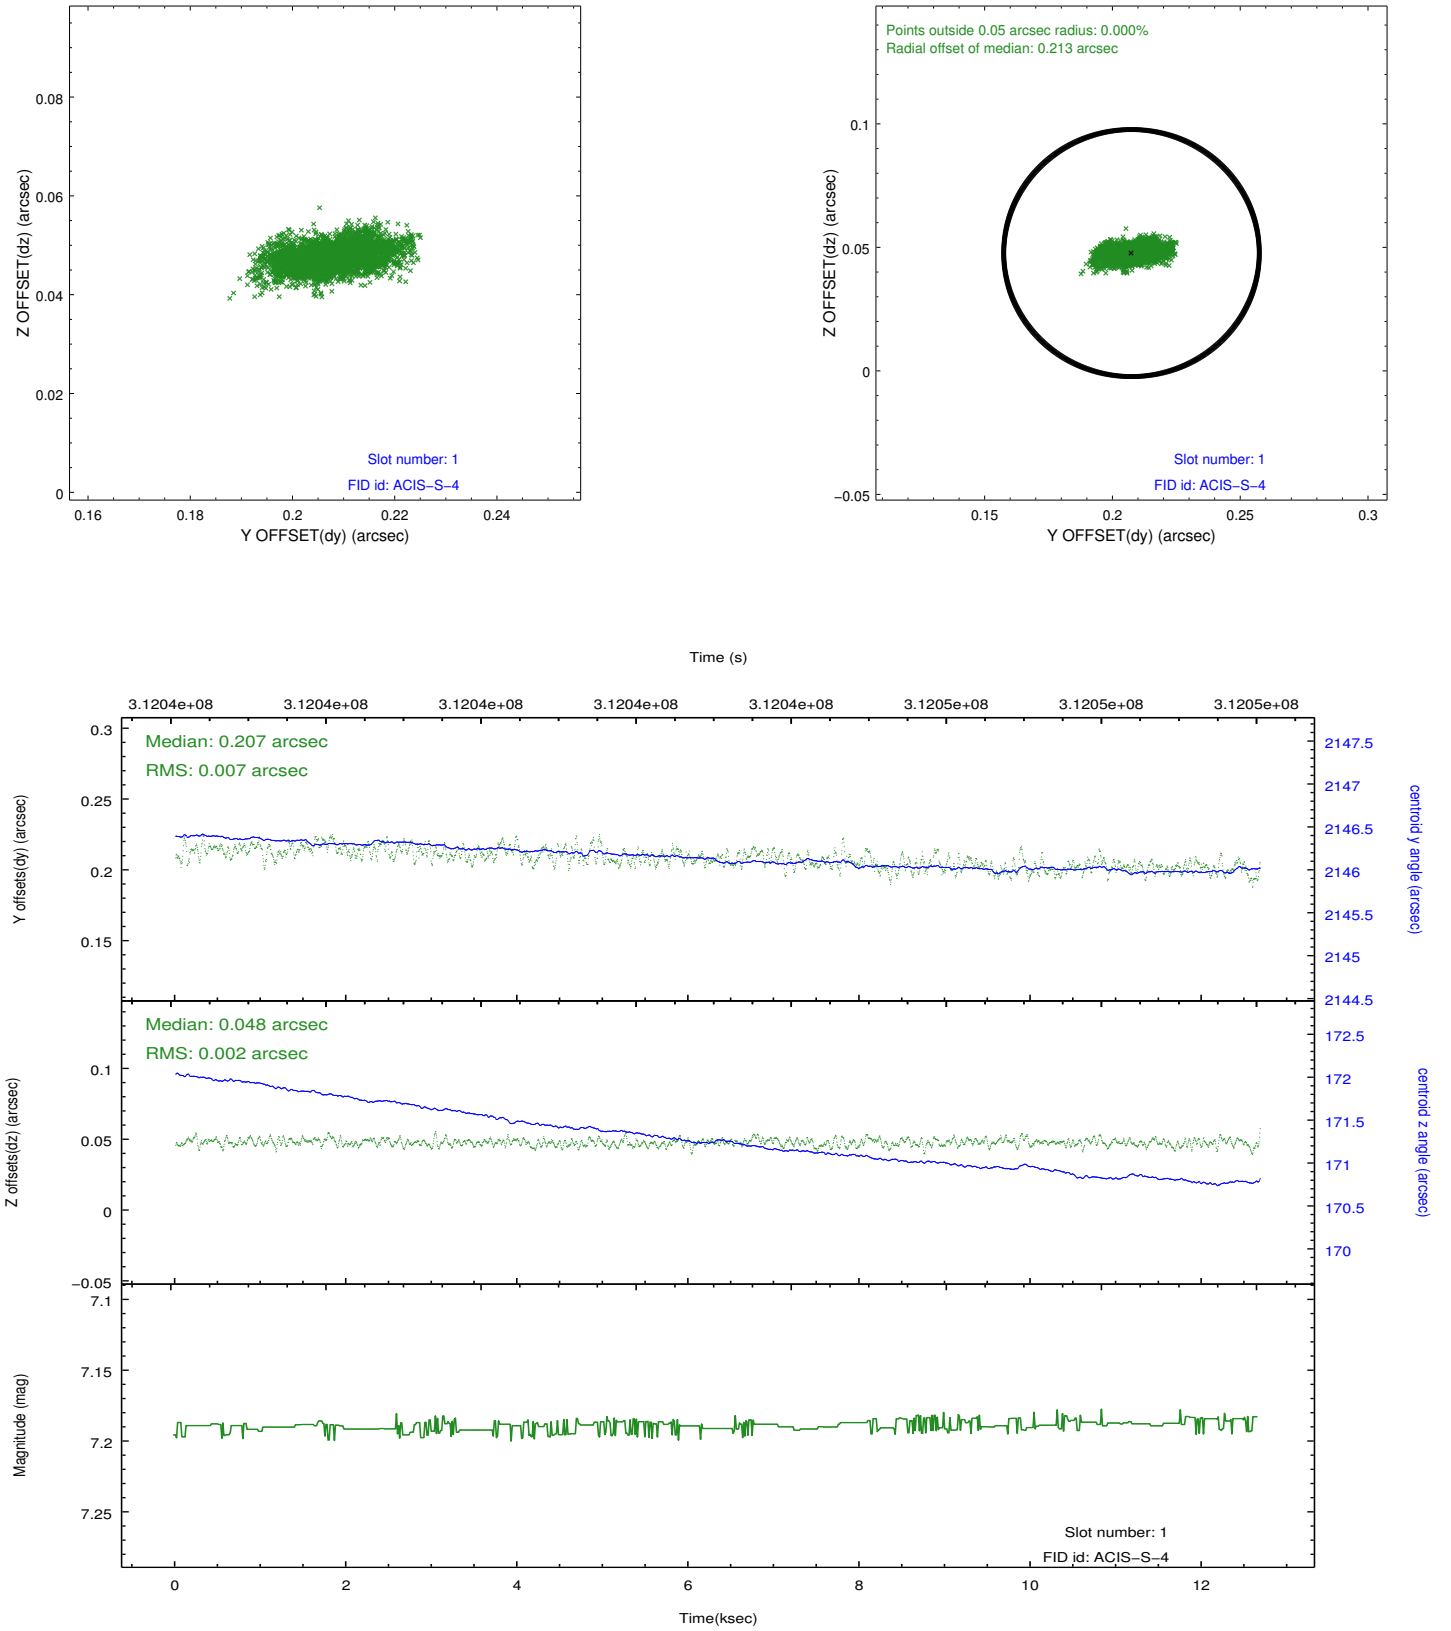 0.08
0.06
0.04
0.02
0
Z OFFSET(dz) (arcsec)
Slot number: 1
FID id: ACIS−S−4
0.16 0.18 0.2 0.22 0.24
Y OFFSET(dy) (arcsec)
Points outside 0.05 arcsec radius: 0.000%
Radial offset of median: 0.213 arcsec
0.1
0.05
0
−0.05
Z OFFSET(dz) (arcsec)
Slot number: 1
FID id: ACIS−S−4
0.15 0.2 0.25 0.3
Y OFFSET(dy) (arcsec)
Time (s)
3.1204e+08 3.1204e+08 3.1204e+08 3.1204e+08 3.1204e+08 3.1205e+08 3.1205e+08 3.1205e+08
Median: 0.207 arcsec
RMS: 0.007 arcsec
0.3
0.25
0.2
0.15
Y offsets(dy) (arcsec)
2147.5
2147
2146.5
2146
2145.5
2145
2144.5
centroid y angle (arcsec)
Median: 0.048 arcsec
RMS: 0.002 arcsec
0.1
0.05
0
−0.05
Z offsets(dz) (arcsec)
172.5
172
171.5
171
170.5
170
centroid z angle (arcsec)
7.1
7.15
7.2
7.25
Magnitude (mag)
Slot number: 1
FID id: ACIS−S−4
0 2 4 6 8 10 12
Time(ksec)